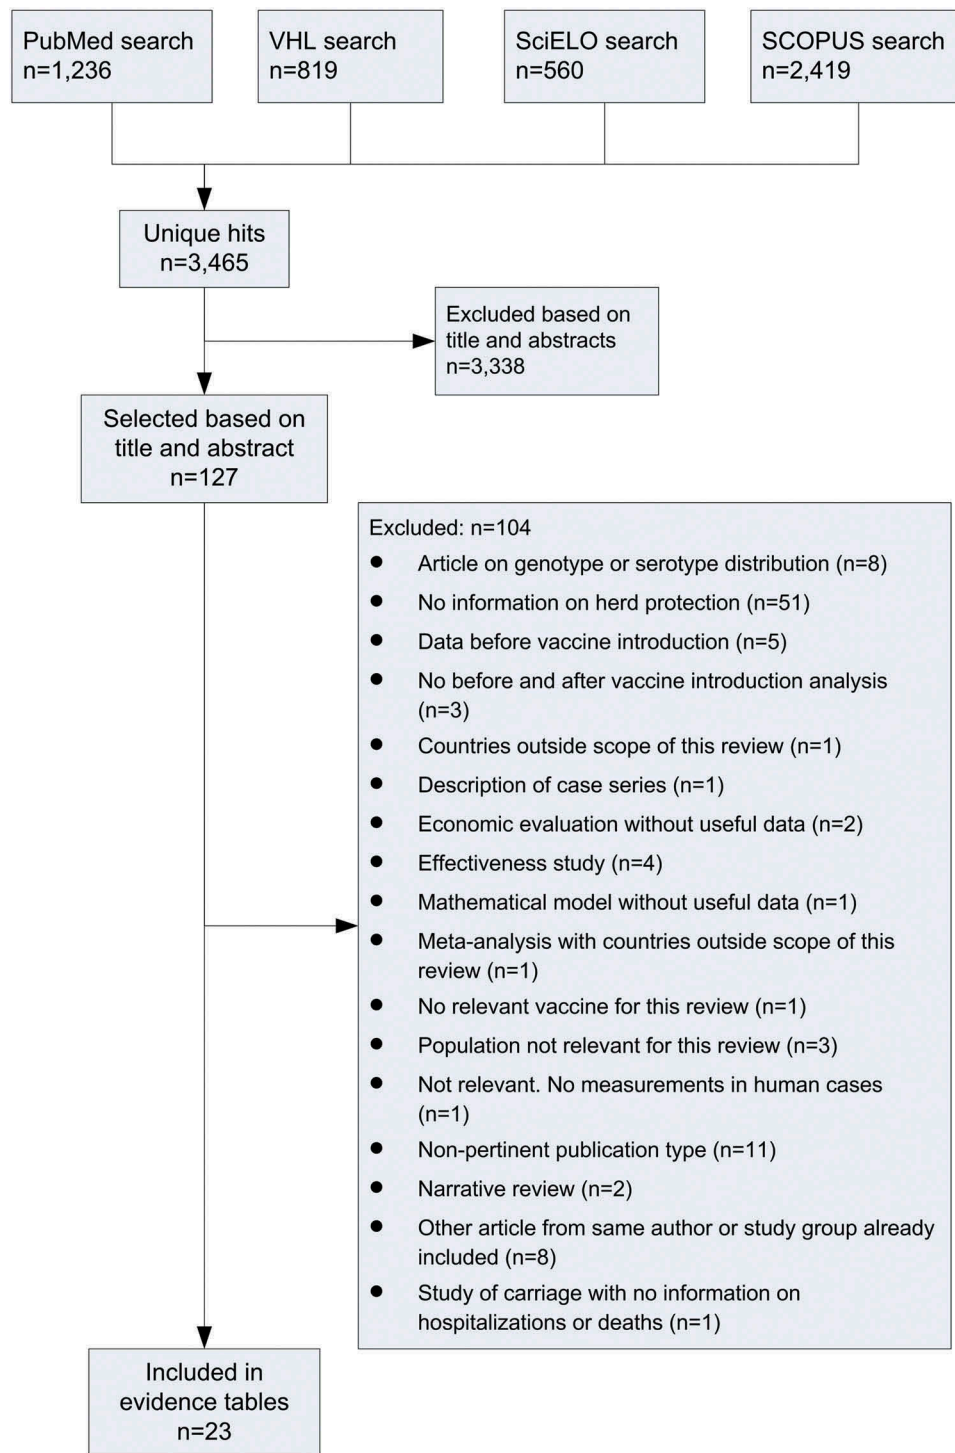 PubMed search
n=1,236
VHL search
n=819
SciELO search
n=560
SCOPUS search
n=2,419
Unique hits
n=3,465
Excluded based on
title and abstracts
n=3,338
Selected based on
title and abstract
n=127
Excluded: n=104
● Article on genotype or serotype distribution (n=8)
● No information on herd protection (n=51)
● Data before vaccine introduction (n=5)
● No before and after vaccine introduction analysis
(n=3)
● Countries outside scope of this review (n=1)
● Description of case series (n=1)
● Economic evaluation without useful data (n=2)
● Effectiveness study (n=4)
● Mathematical model without useful data (n=1)
● Meta-analysis with countries outside scope of this
review (n=1)
● No relevant vaccine for this review (n=1)
● Population not relevant for this review (n=3)
● Not relevant. No measurements in human cases
(n=1)
● Non-pertinent publication type (n=11)
● Narrative review (n=2)
● Other article from same author or study group already
included (n=8)
● Study of carriage with no information on
hospitalizations or deaths (n=1)
Included in
evidence tables
n=23